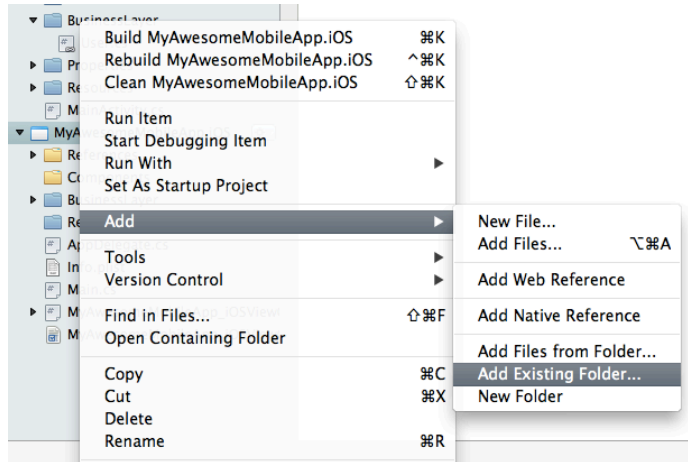 BusinessLayer
Build MyAwesomeMobileApp.iOS ⌘K
Rebuild MyAwesomeMobileApp.iOS ^⌘K
Clean MyAwesomeMobileApp.iOS ⇧⌘K
Run Item
Start Debugging Item
Run With
Set As Startup Project
Add
Tools
Version Control
Find in Files... ⇧⌘F
Open Containing Folder
Copy ⌘C
Cut ⌘X
Delete
Rename ⌘R
New File...
Add Files... ⌥⌘A
Add Web Reference
Add Native Reference
Add Files from Folder...
Add Existing Folder...
New Folder